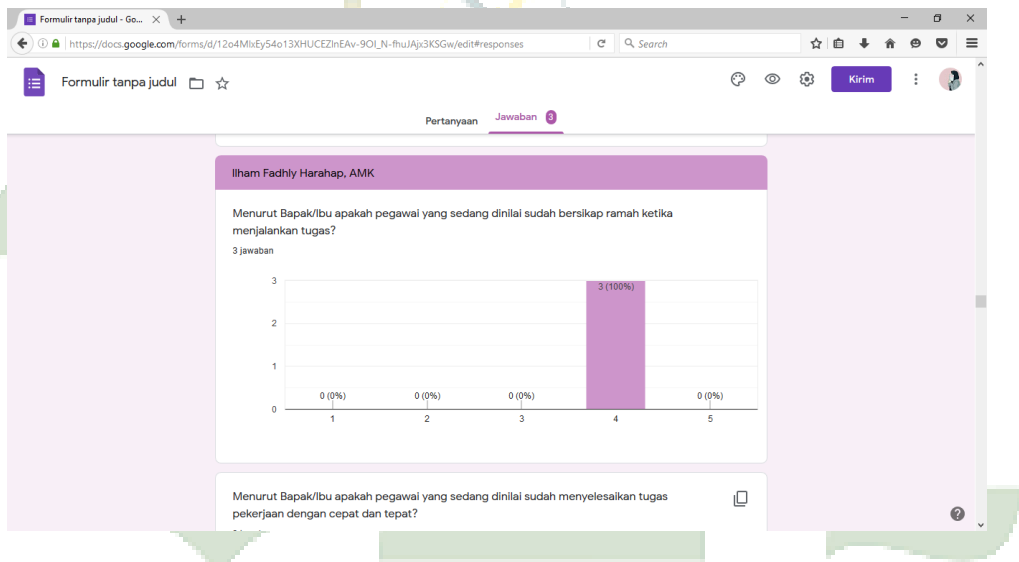 Formulir tanpa judul - Go...
https://docs.google.com/forms/d/12o4MIxEy54o13XHUCEZInEAv-9OI_N-fhuJAjx3KSGw/edit#responses
Search
Formulir tanpa judul
Kirim
Pertanyaan Jawaban 3
Ilham Fadhly Harahap, AMK
Menurut Bapak/Ibu apakah pegawai yang sedang dinilai sudah bersikap ramah ketika
menjalankan tugas?
3 jawaban
3
3 (100%)
2
1
0 (0%) 0 (0%) 0 (0%) 0 (0%)
0
1 2 3 4 5
Menurut Bapak/Ibu apakah pegawai yang sedang dinilai sudah menyelesaikan tugas
pekerjaan dengan cepat dan tepat?